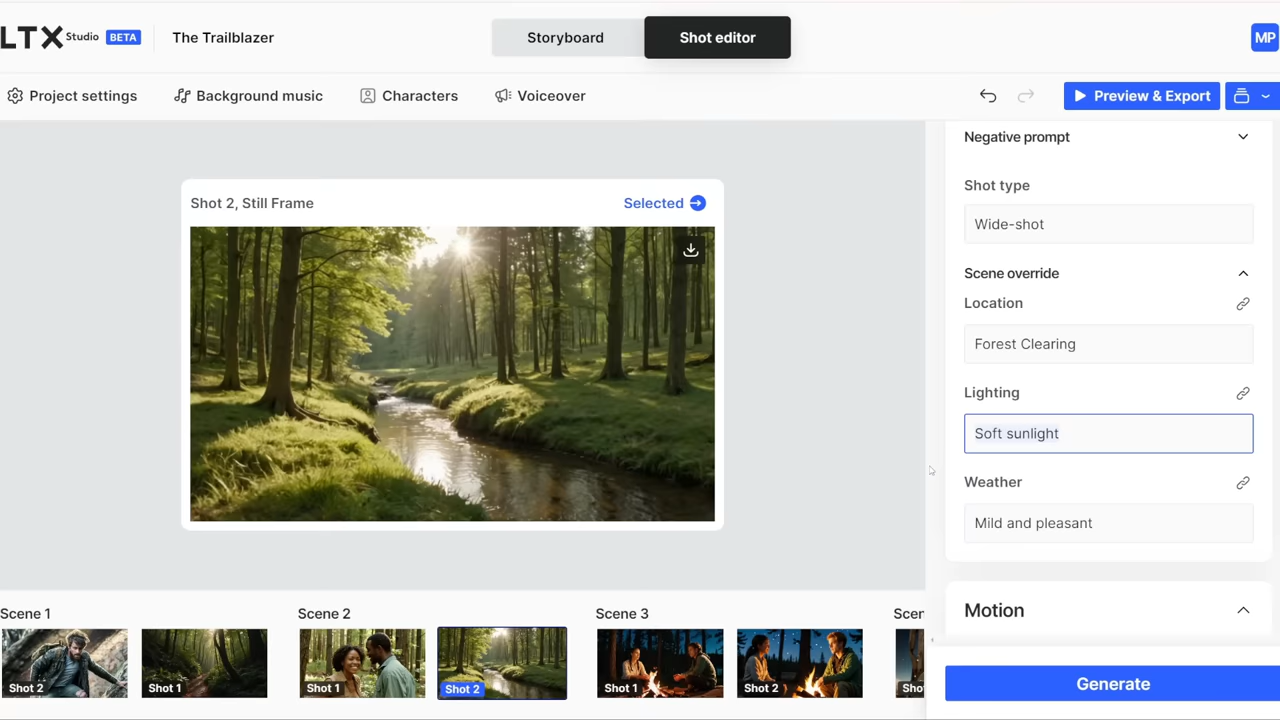 LTX Studio BETA
The Trailblazer
Storyboard
Shot editor
MP
Project settings
Background music
Characters
Voiceover
Preview & Export
Negative prompt
Shot type
Wide-shot
Scene override
Location
Forest Clearing
Lighting
Soft sunlight
Weather
Mild and pleasant
Motion
Generate
Shot 2, Still Frame
Selected
Scene 1
Scene 2
Scene 3
Scen
Shot 2
Shot 1
Shot 1
Shot 2
Shot 1
Shot 2
Sho